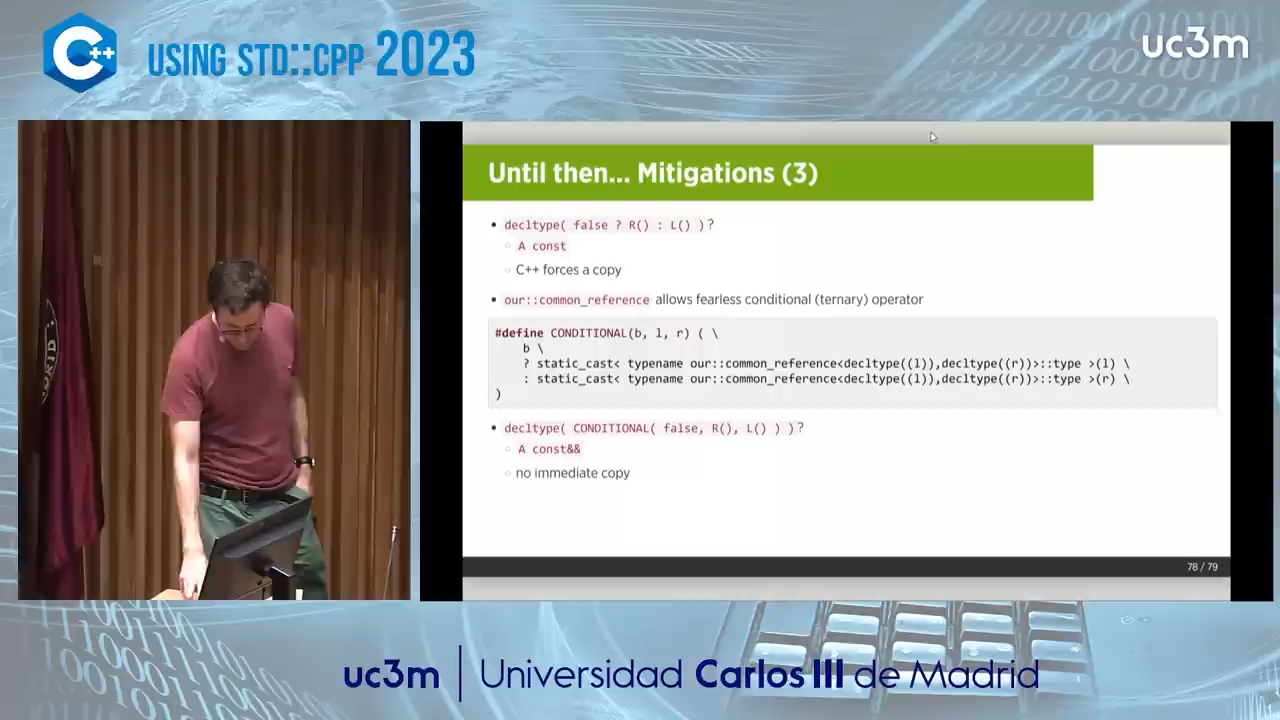 C++
USING STD::CPP 2023
uc3m
Until then... Mitigations (3)
• decltype( false ? R() : L() )?
○ A const
○ C++ forces a copy
• our::common_reference allows fearless conditional (ternary) operator
#define CONDITIONAL(b, l, r) ( \
b \
? static_cast< typename our::common_reference<decltype((l)),decltype((r))>::type >(l) \
: static_cast< typename our::common_reference<decltype((l)),decltype((r))>::type >(r) \
)
• decltype( CONDITIONAL( false, R(), L() ) )?
○ A const&&
○ no immediate copy
78 / 79
uc3m | Universidad Carlos III de Madrid